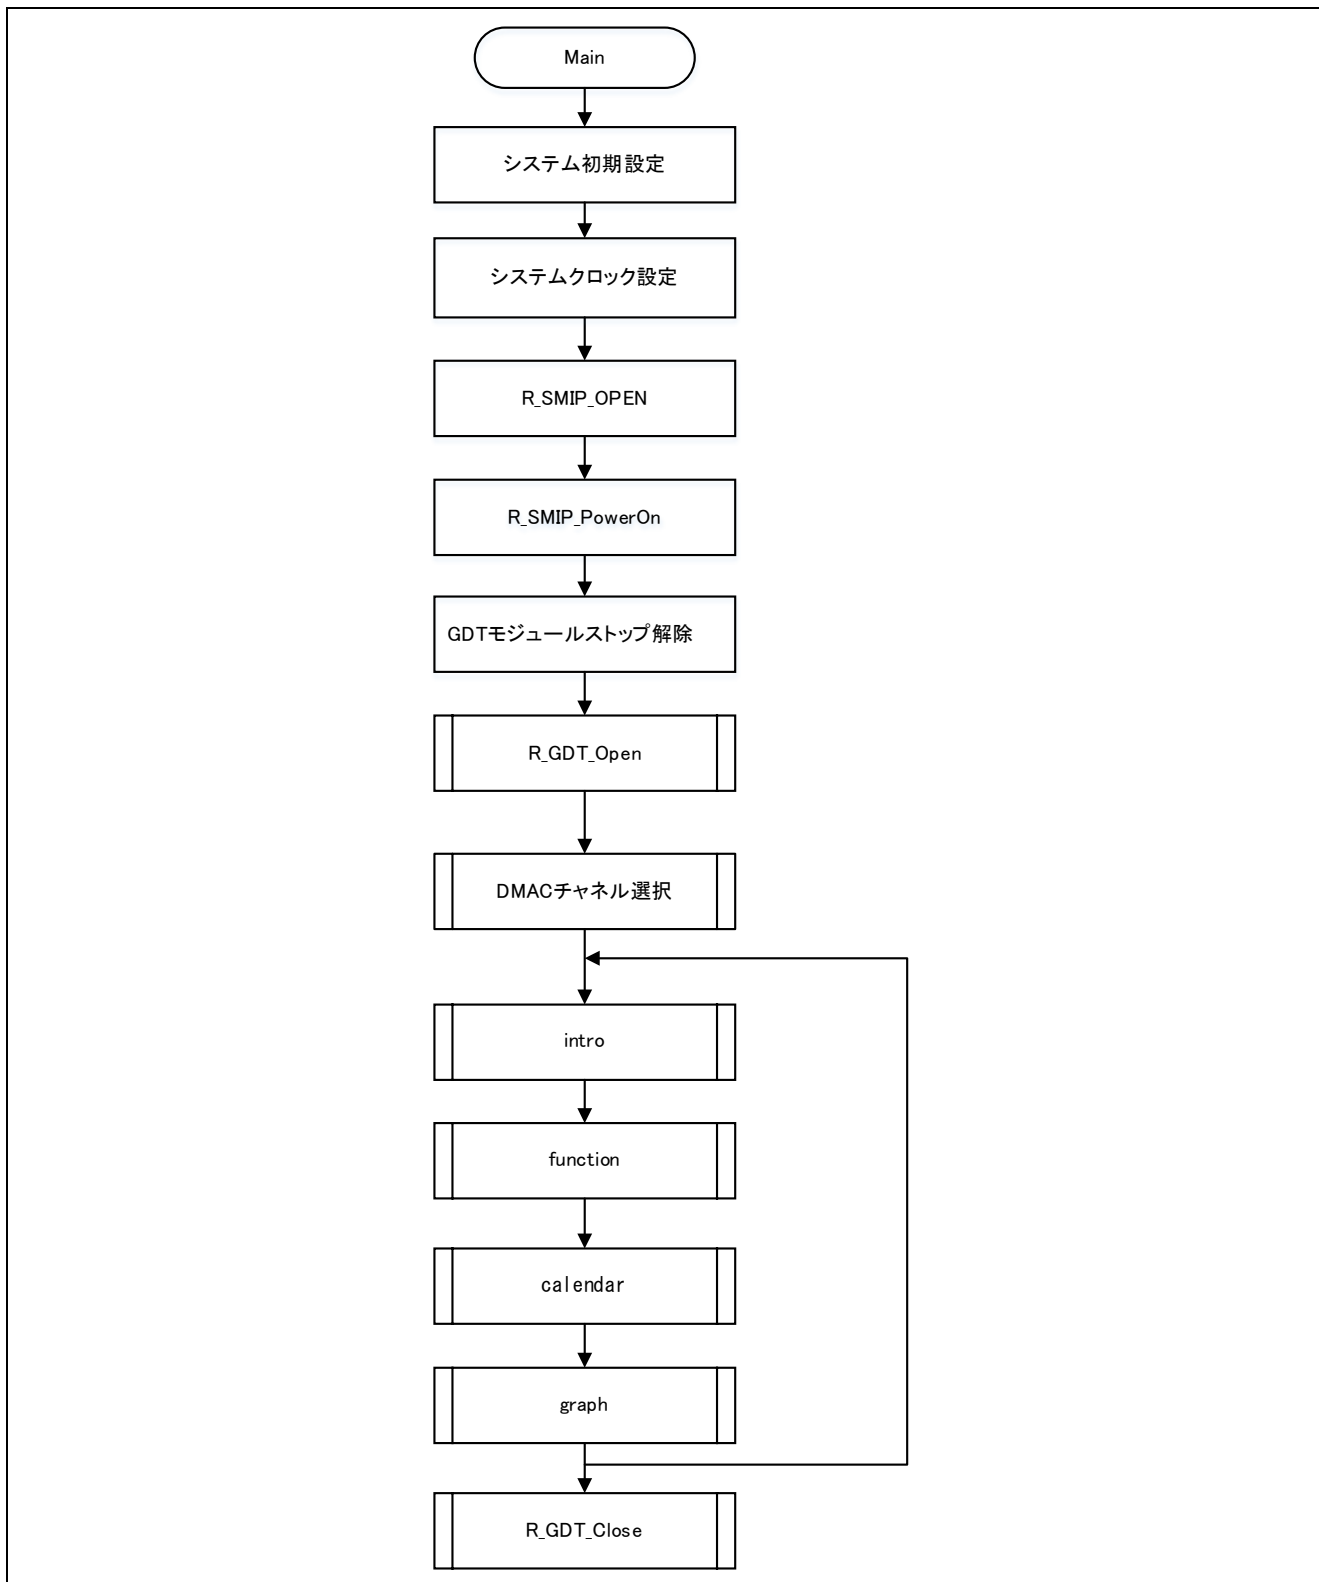 Main
システム初期設定
システムクロック設定
R_SMIP_OPEN
R_SMIP_PowerOn
GDTモジュールストップ解除
R_GDT_Open
DMACチャネル選択
intro
function
calendar
graph
R_GDT_Close